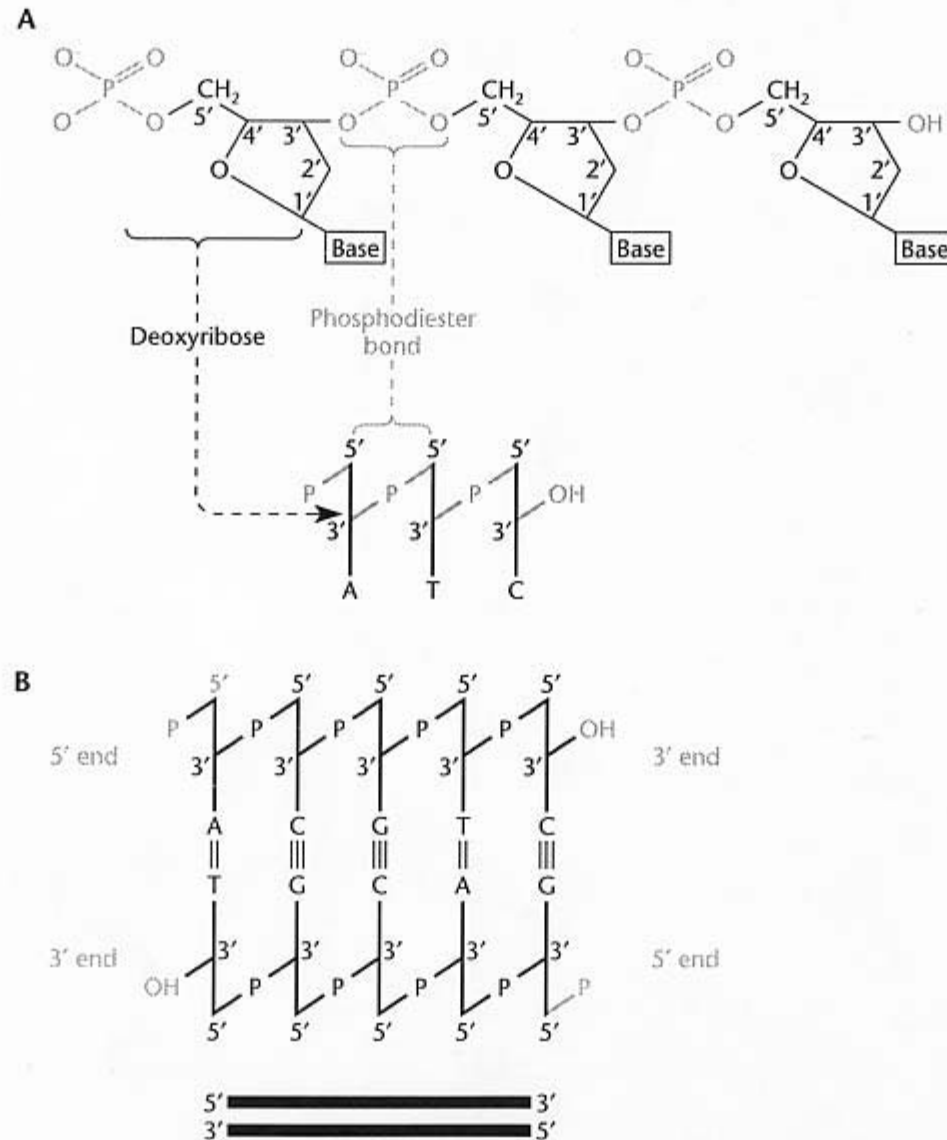 A
O⁻ O O⁻ O O⁻ O
P CH₂ P CH₂ P CH₂
O⁻ O 5′ 4′ 3′ O O 5′ 4′ 3′ O O 5′ 4′ 3′ OH
O 2′ O 2′ O 2′
1′ 1′ 1′
Base Base Base
Deoxyribose
Phosphodiester
bond
5′ 5′ 5′
P P P OH
3′ 3′ 3′
A T C
B
5′ 5′ 5′ 5′ 5′
P P P P P OH
5′ end 3′ 3′ 3′ 3′ 3′ 3′ end
A C G T C
T G C A G
3′ end 3′ 3′ 3′ 3′ 3′ 5′ end
OH P P P P P
5′ 5′ 5′ 5′ 5′
5′ 3′
3′ 5′